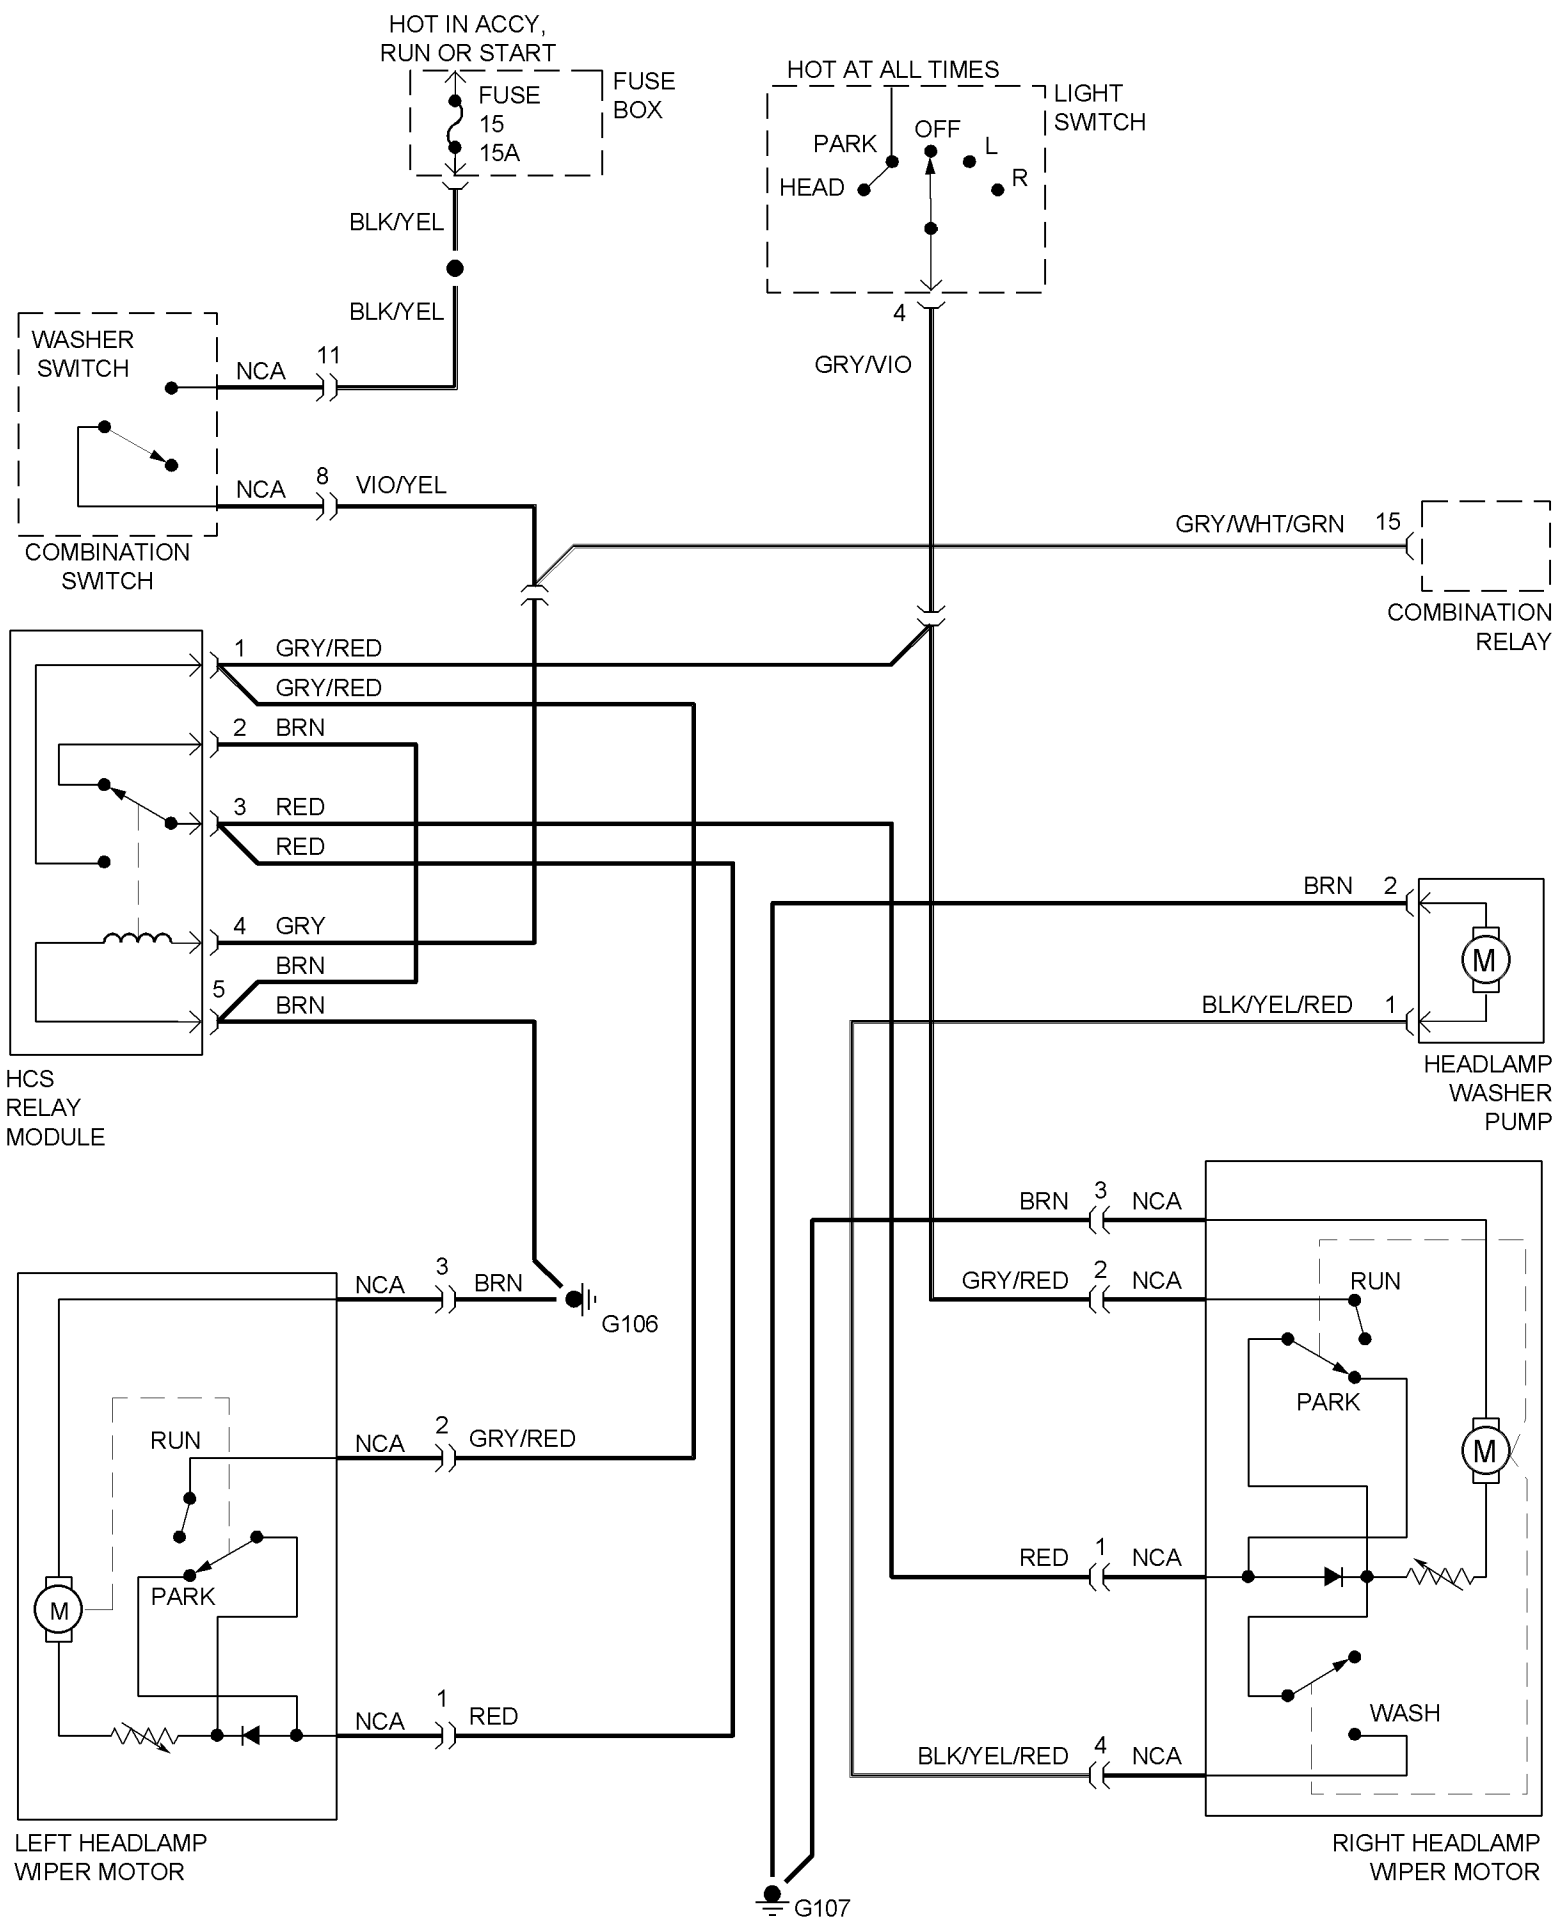 HOT IN ACCY,
RUN OR START
FUSE
15
15A
FUSE
BOX
HOT AT ALL TIMES
LIGHT
SWITCH
PARK
OFF
L
HEAD
R
BLK/YEL
BLK/YEL
4
GRY/VIO
WASHER
SWITCH
NCA
11
NCA
8
VIO/YEL
COMBINATION
SWITCH
GRY/WHT/GRN
15
COMBINATION
RELAY
1
GRY/RED
GRY/RED
2
BRN
3
RED
RED
4
GRY
BRN
5
BRN
HCS
RELAY
MODULE
BRN
2
M
BLK/YEL/RED
1
HEADLAMP
WASHER
PUMP
BRN
3
NCA
GRY/RED
2
NCA
RUN
PARK
M
RED
1
NCA
WASH
BLK/YEL/RED
4
NCA
RIGHT HEADLAMP
WIPER MOTOR
NCA
3
BRN
G106
RUN
NCA
2
GRY/RED
PARK
M
NCA
1
RED
LEFT HEADLAMP
WIPER MOTOR
G107